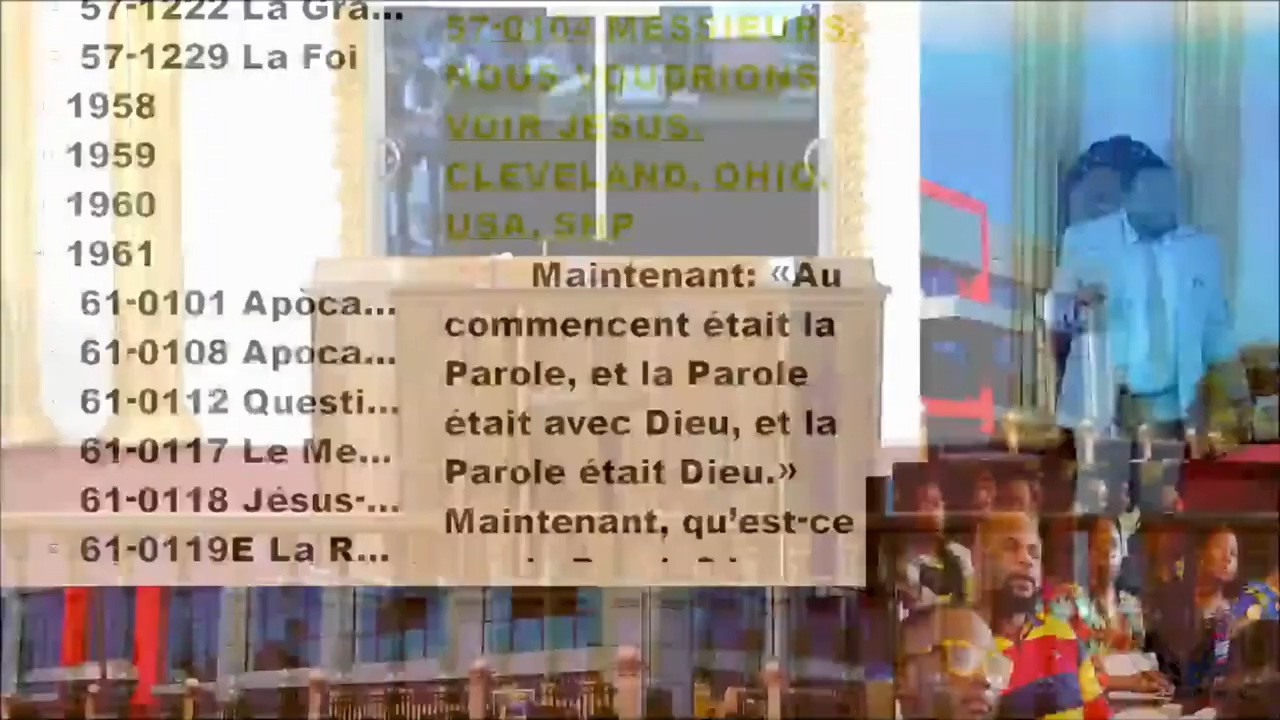 57-1222 La Gra...
57-1229 La Foi
1958
1959
1960
1961
61-0101 Apoca...
61-0108 Apoca...
61-0112 Questi...
61-0117 Le Me...
61-0118 Jésus-...
61-0119E La R...
57-0104 MESSIEURS,
NOUS VOUDRIONS
VOIR JESUS.
CLEVELAND, OHIO,
USA, SHP
Maintenant: «Au
commencent était la
Parole, et la Parole
était avec Dieu, et la
Parole était Dieu.»
Maintenant, qu'est-ce